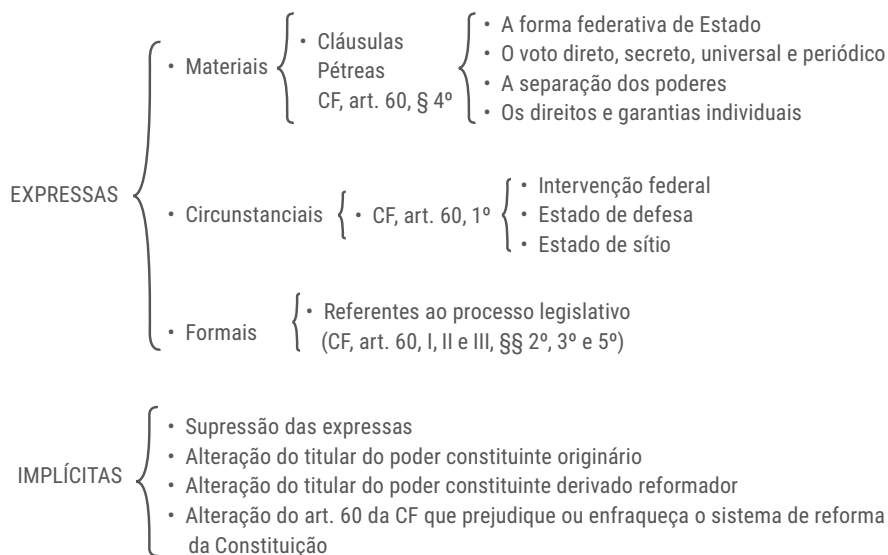 EXPRESSAS
• Materiais
• Cláusulas
Pétreas
CF, art. 60, § 4º
• A forma federativa de Estado
• O voto direto, secreto, universal e periódico
• A separação dos poderes
• Os direitos e garantias individuais
• Circunstanciais
• CF, art. 60, 1º
• Intervenção federal
• Estado de defesa
• Estado de sítio
• Formais
• Referentes ao processo legislativo
(CF, art. 60, I, II e III, §§ 2º, 3º e 5º)
IMPLÍCITAS
• Supressão das expressas
• Alteração do titular do poder constituinte originário
• Alteração do titular do poder constituinte derivado reformador
• Alteração do art. 60 da CF que prejudique ou enfraqueça o sistema de reforma
da Constituição